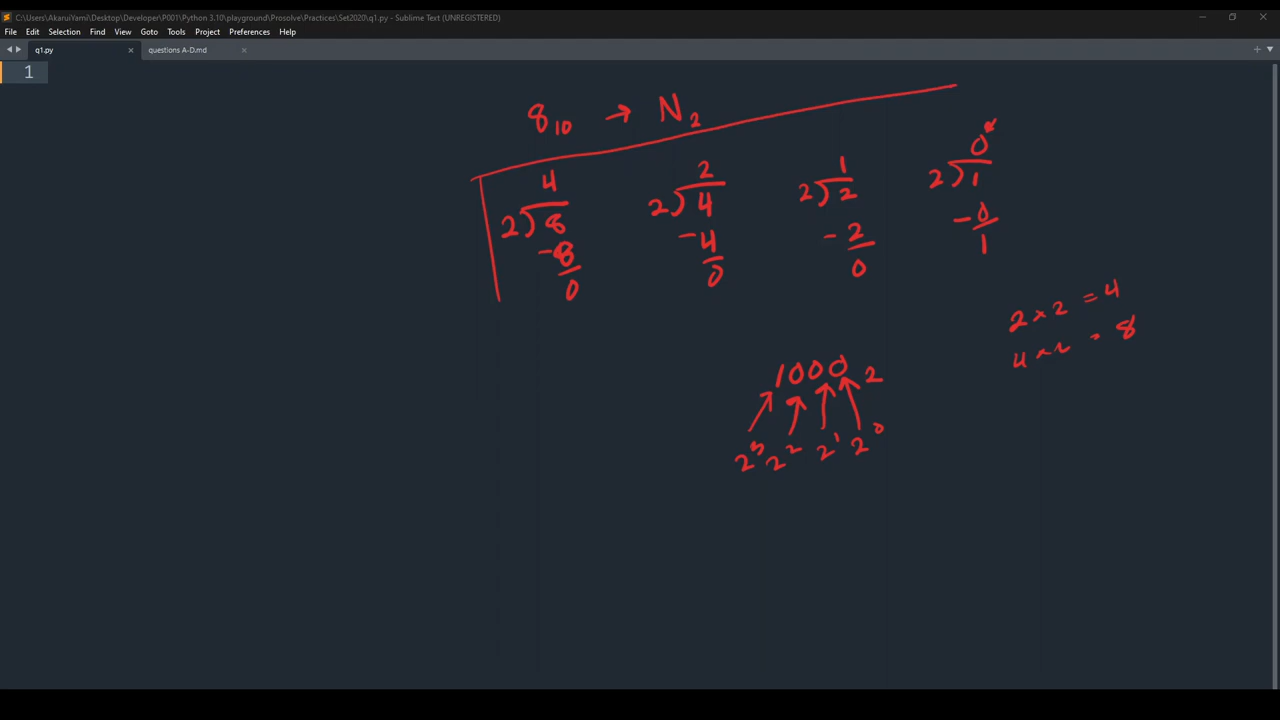 C:\Users\AkaruiYami\Desktop\Developer\P001\Python 3.10\playground\Prosolve\Practices\Set2020\q1.py - Sublime Text (UNREGISTERED)
File Edit Selection Find View Goto Tools Project Preferences Help
q1.py × questions A-D.md ×
1
8₁₀ → N₂
4 2 1 0
2)8 2)4 2)2 2)1
-8 -4 -2 -0
0 0 0 1
2 × 2 = 4
4 × 2 = 8
1000₂
2³ 2² 2¹ 2⁰